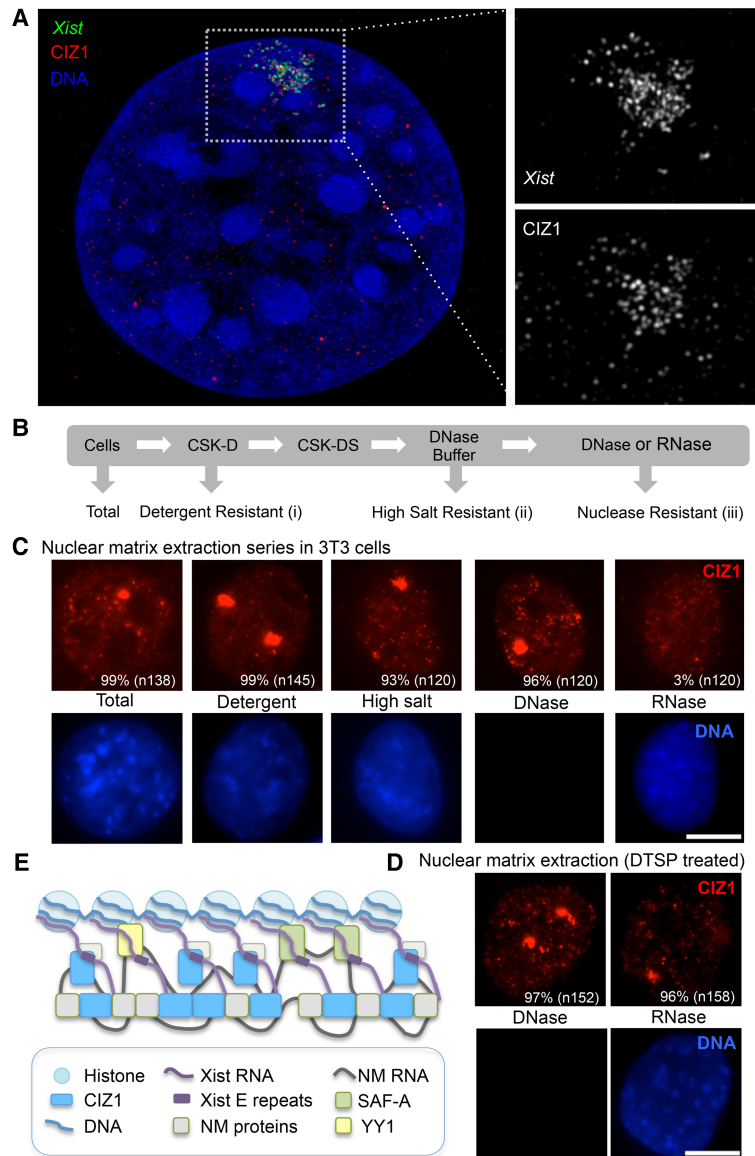 A
Xist
CIZ1
DNA
Xist
CIZ1
B
Cells
CSK-D
CSK-DS
DNase
Buffer
DNase or RNase
Total
Detergent Resistant (i)
High Salt Resistant (ii)
Nuclease Resistant (iii)
C Nuclear matrix extraction series in 3T3 cells
CIZ1
99% (n138)
99% (n145)
93% (n120)
96% (n120)
3% (n120)
Total
Detergent
High salt
DNase
RNase
DNA
E
D Nuclear matrix extraction (DTSP treated)
CIZ1
97% (n152)
96% (n158)
DNase
RNase
DNA
Histone
Xist RNA
NM RNA
CIZ1
Xist E repeats
SAF-A
DNA
NM proteins
YY1